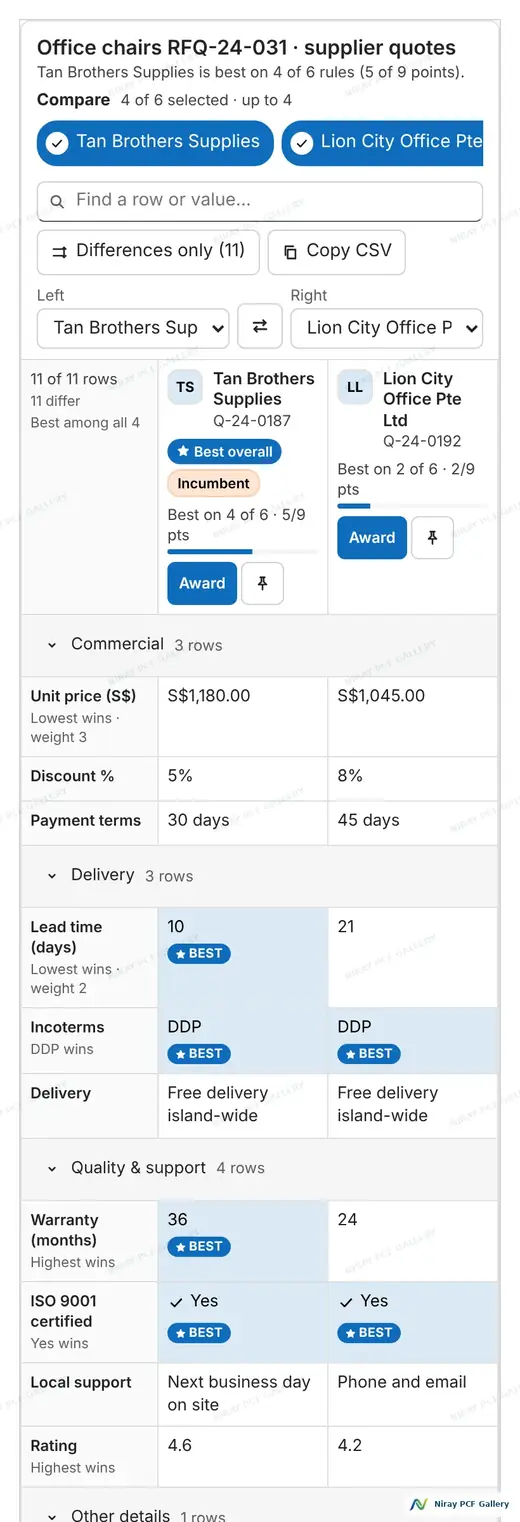 Office chairs RFQ-24-031 · supplier quotes
Tan Brothers Supplies is best on 4 of 6 rules (5 of 9 points).
Compare 4 of 6 selected · up to 4
Tan Brothers Supplies
Lion City Office Pte
Find a row or value...
Differences only (11)
Copy CSV
Left
Right
Tan Brothers Sup
Lion City Office P
11 of 11 rows
11 differ
Best among all 4
TS
Tan Brothers
Supplies
Q-24-0187
Best overall
Incumbent
Best on 4 of 6 · 5/9
pts
Award
LL
Lion City
Office Pte
Ltd
Q-24-0192
Best on 2 of 6 · 2/9
pts
Award
Commercial 3 rows
Unit price (S$)
Lowest wins ·
weight 3
S$1,180.00
S$1,045.00
Discount %
5%
8%
Payment terms
30 days
45 days
Delivery 3 rows
Lead time
(days)
Lowest wins ·
weight 2
10
BEST
21
Incoterms
DDP wins
DDP
BEST
DDP
BEST
Delivery
Free delivery
island-wide
Free delivery
island-wide
Quality & support 4 rows
Warranty
(months)
Highest wins
36
BEST
24
ISO 9001
certified
Yes wins
Yes
BEST
Yes
BEST
Local support
Next business day
on site
Phone and email
Rating
Highest wins
4.6
4.2
Other details 1 rows
Niray PCF Gallery